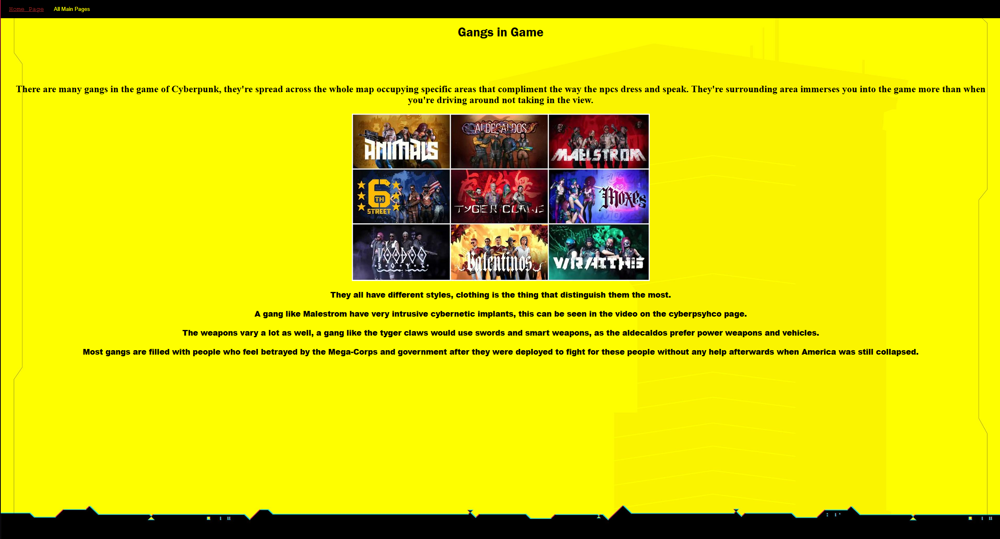 Home Page All Main Pages
Gangs in Game
There are many gangs in the game of Cyberpunk, they're spread across the whole map occupying specific areas that compliment the way the npcs dress and speak. They're surrounding area immerses you into the game more than when
you're driving around not taking in the view.
ANIMALS ALDECALDOS MAELSTROM
6TH STREET TYGER CLAWS MOXES
VOODOO BOYS Valentinos WRAITHS
They all have different styles, clothing is the thing that distinguish them the most.
A gang like Malestrom have very intrusive cybernetic implants, this can be seen in the video on the cyberpsyhco page.
The weapons vary a lot as well, a gang like the tyger claws would use swords and smart weapons, as the aldecaldos prefer power weapons and vehicles.
Most gangs are filled with people who feel betrayed by the Mega-Corps and government after they were deployed to fight for these people without any help afterwards when America was still collapsed.